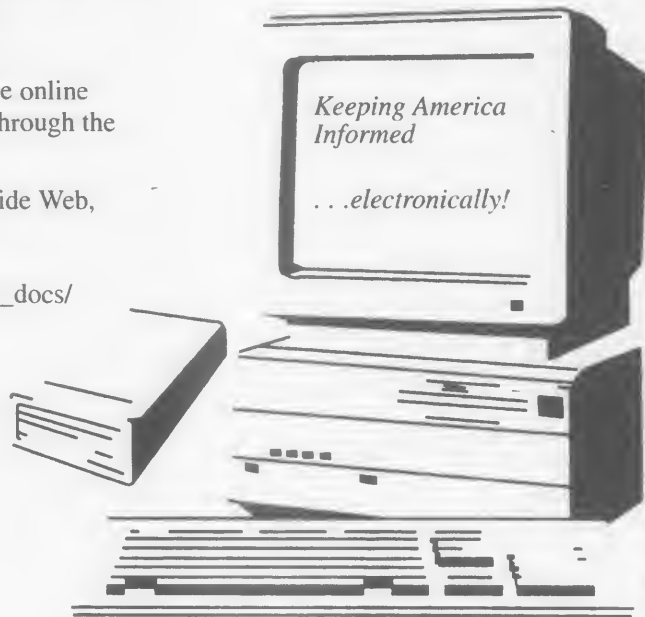 e online
hrough the
ide Web,
_docs/
Keeping America
Informed
. . .electronically!